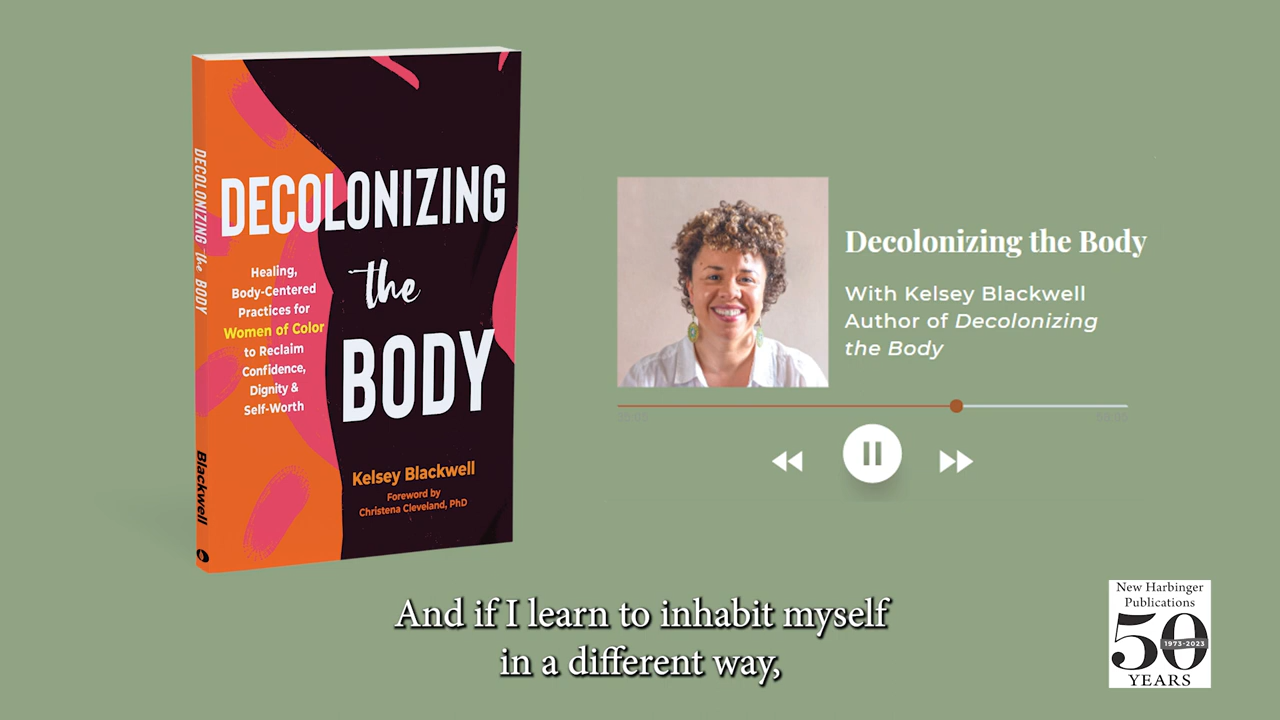 DECOLONIZING the BODY
Blackwell
DECOLONIZING
the
BODY
Healing,
Body-Centered
Practices for
Women of Color
to Reclaim
Confidence,
Dignity &
Self-Worth
Kelsey Blackwell
Foreword by
Christena Cleveland, PhD
Decolonizing the Body
With Kelsey Blackwell
Author of Decolonizing
the Body
And if I learn to inhabit myself
in a different way,
New Harbinger
Publications
50
1973-2023
YEARS